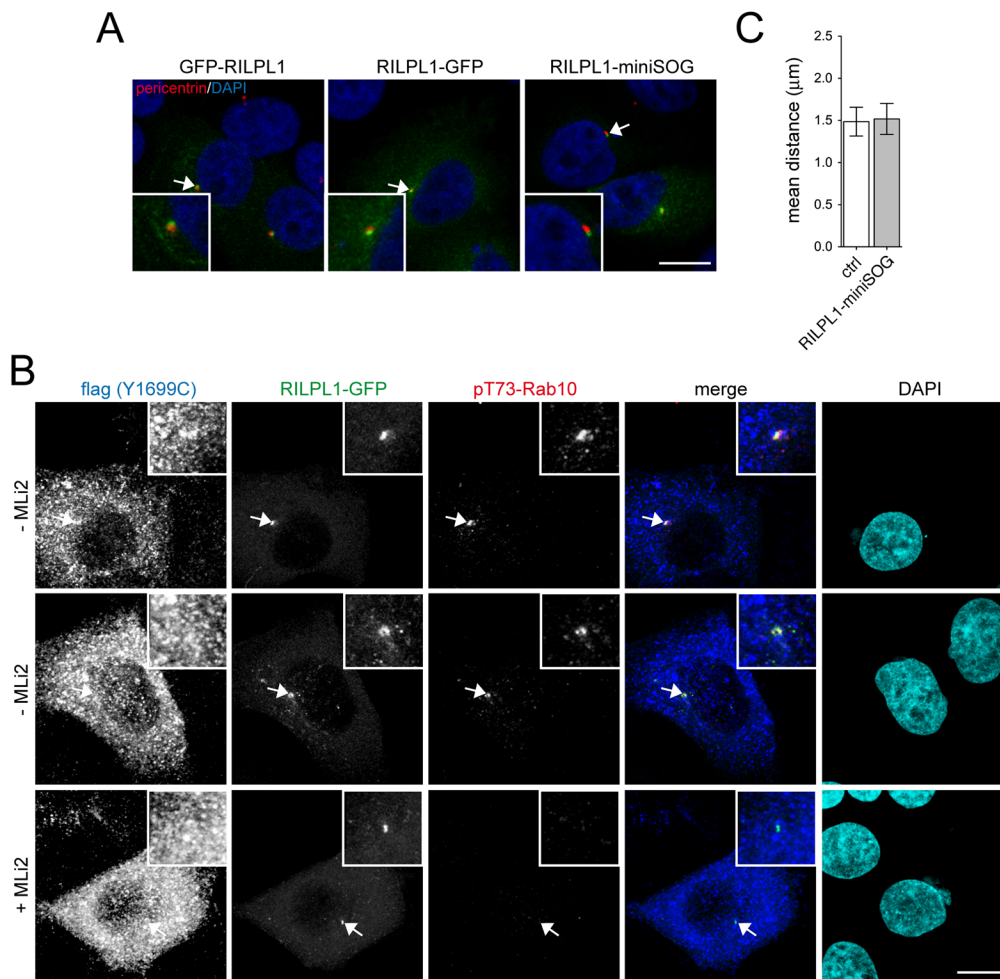 A
GFP-RILPL1
RILPL1-GFP
RILPL1-miniSOG
pericentrin/DAPI
C
mean distance (μm)
2.5
2.0
1.5
1.0
0.5
0.0
ctrl
RILPL1-miniSOG
B
flag (Y1699C)
RILPL1-GFP
pT73-Rab10
merge
DAPI
- MLi2
- MLi2
+ MLi2